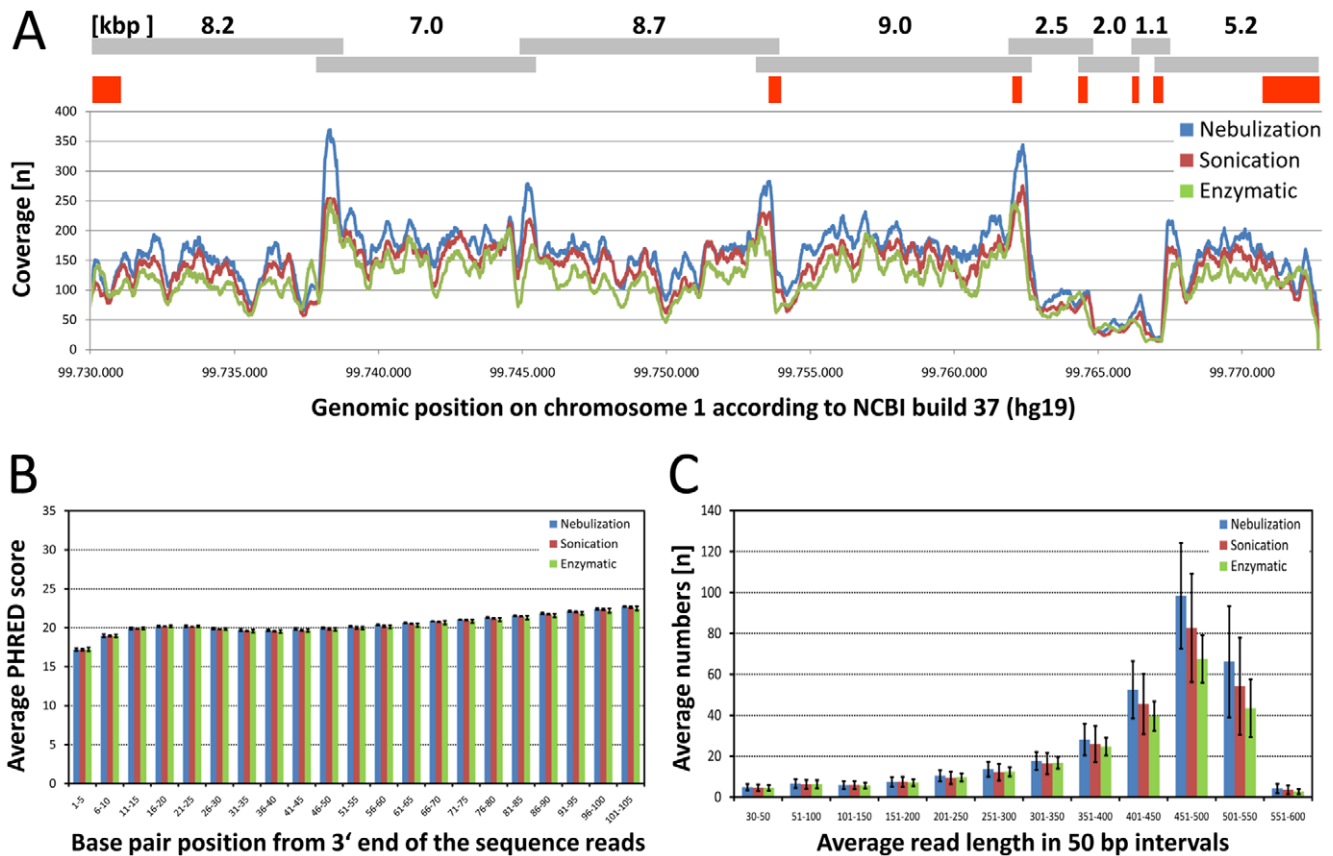 A
[kbp ] 8.2 7.0 8.7 9.0 2.5 2.0 1.1 5.2
Coverage [n]
400
350
300
250
200
150
100
50
0
Nebulization
Sonication
Enzymatic
99.730.000 99.735.000 99.740.000 99.745.000 99.750.000 99.755.000 99.760.000 99.765.000 99.770.000
Genomic position on chromosome 1 according to NCBI build 37 (hg19)
B
Average PHRED score
35
30
25
20
15
10
5
0
Nebulization
Sonication
Enzymatic
1-5 6-10 11-15 16-20 21-25 26-30 31-35 36-40 41-45 46-50 51-55 56-60 61-65 66-70 71-75 76-80 81-85 86-90 91-95 96-100 101-105
Base pair position from 3‘ end of the sequence reads
C
Average numbers [n]
140
120
100
80
60
40
20
0
Nebulization
Sonication
Enzymatic
30-50 51-100 101-150 151-200 201-250 251-300 301-350 351-400 401-450 451-500 501-550 551-600
Average read length in 50 bp intervals